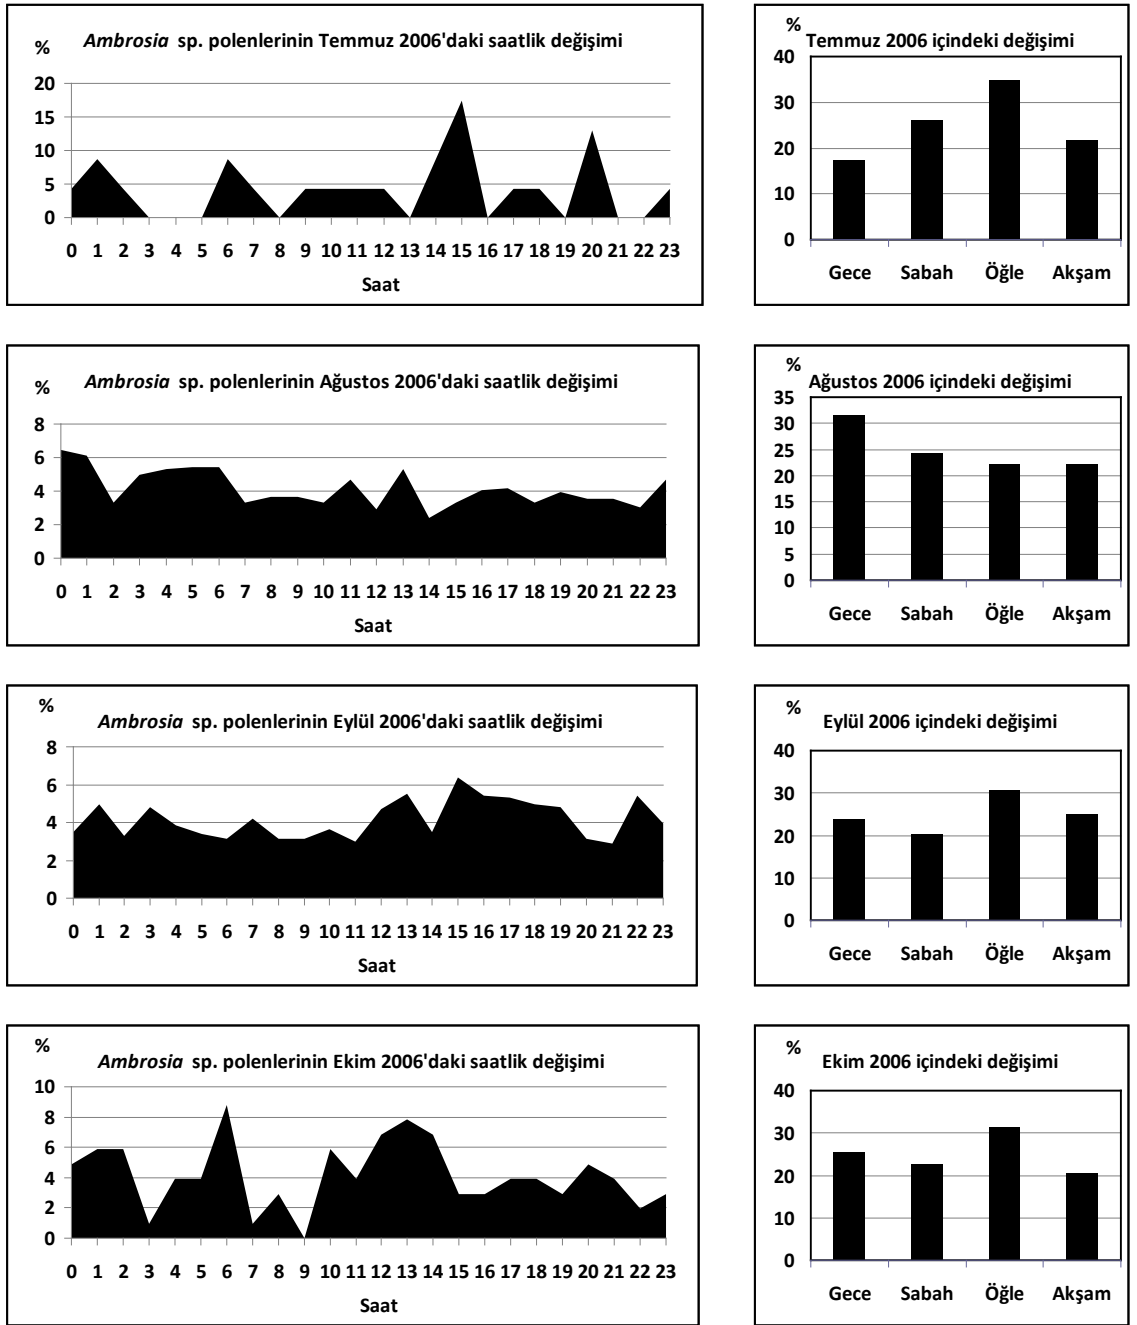 %
Ambrosia sp. polenlerinin Temmuz 2006'daki saatlik değişimi
20
15
10
5
0
0 1 2 3 4 5 6 7 8 9 10 11 12 13 14 15 16 17 18 19 20 21 22 23
Saat
%
Temmuz 2006 içindeki değişimi
40
30
20
10
0
Gece Sabah Öğle Akşam
%
Ambrosia sp. polenlerinin Ağustos 2006'daki saatlik değişimi
8
6
4
2
0
0 1 2 3 4 5 6 7 8 9 10 11 12 13 14 15 16 17 18 19 20 21 22 23
Saat
%
Ağustos 2006 içindeki değişimi
35
30
25
20
15
10
5
0
Gece Sabah Öğle Akşam
%
Ambrosia sp. polenlerinin Eylül 2006'daki saatlik değişimi
8
6
4
2
0
0 1 2 3 4 5 6 7 8 9 10 11 12 13 14 15 16 17 18 19 20 21 22 23
Saat
%
Eylül 2006 içindeki değişimi
40
30
20
10
0
Gece Sabah Öğle Akşam
%
Ambrosia sp. polenlerinin Ekim 2006'daki saatlik değişimi
10
8
6
4
2
0
0 1 2 3 4 5 6 7 8 9 10 11 12 13 14 15 16 17 18 19 20 21 22 23
Saat
%
Ekim 2006 içindeki değişimi
40
30
20
10
0
Gece Sabah Öğle Akşam